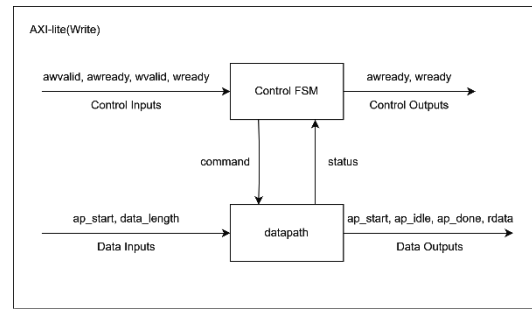 AXI-lite(Write)
awvalid, awready, wvalid, wready
Control Inputs
Control FSM
awready, wready
Control Outputs
command
status
ap_start, data_length
Data Inputs
datapath
ap_start, ap_idle, ap_done, rdata
Data Outputs